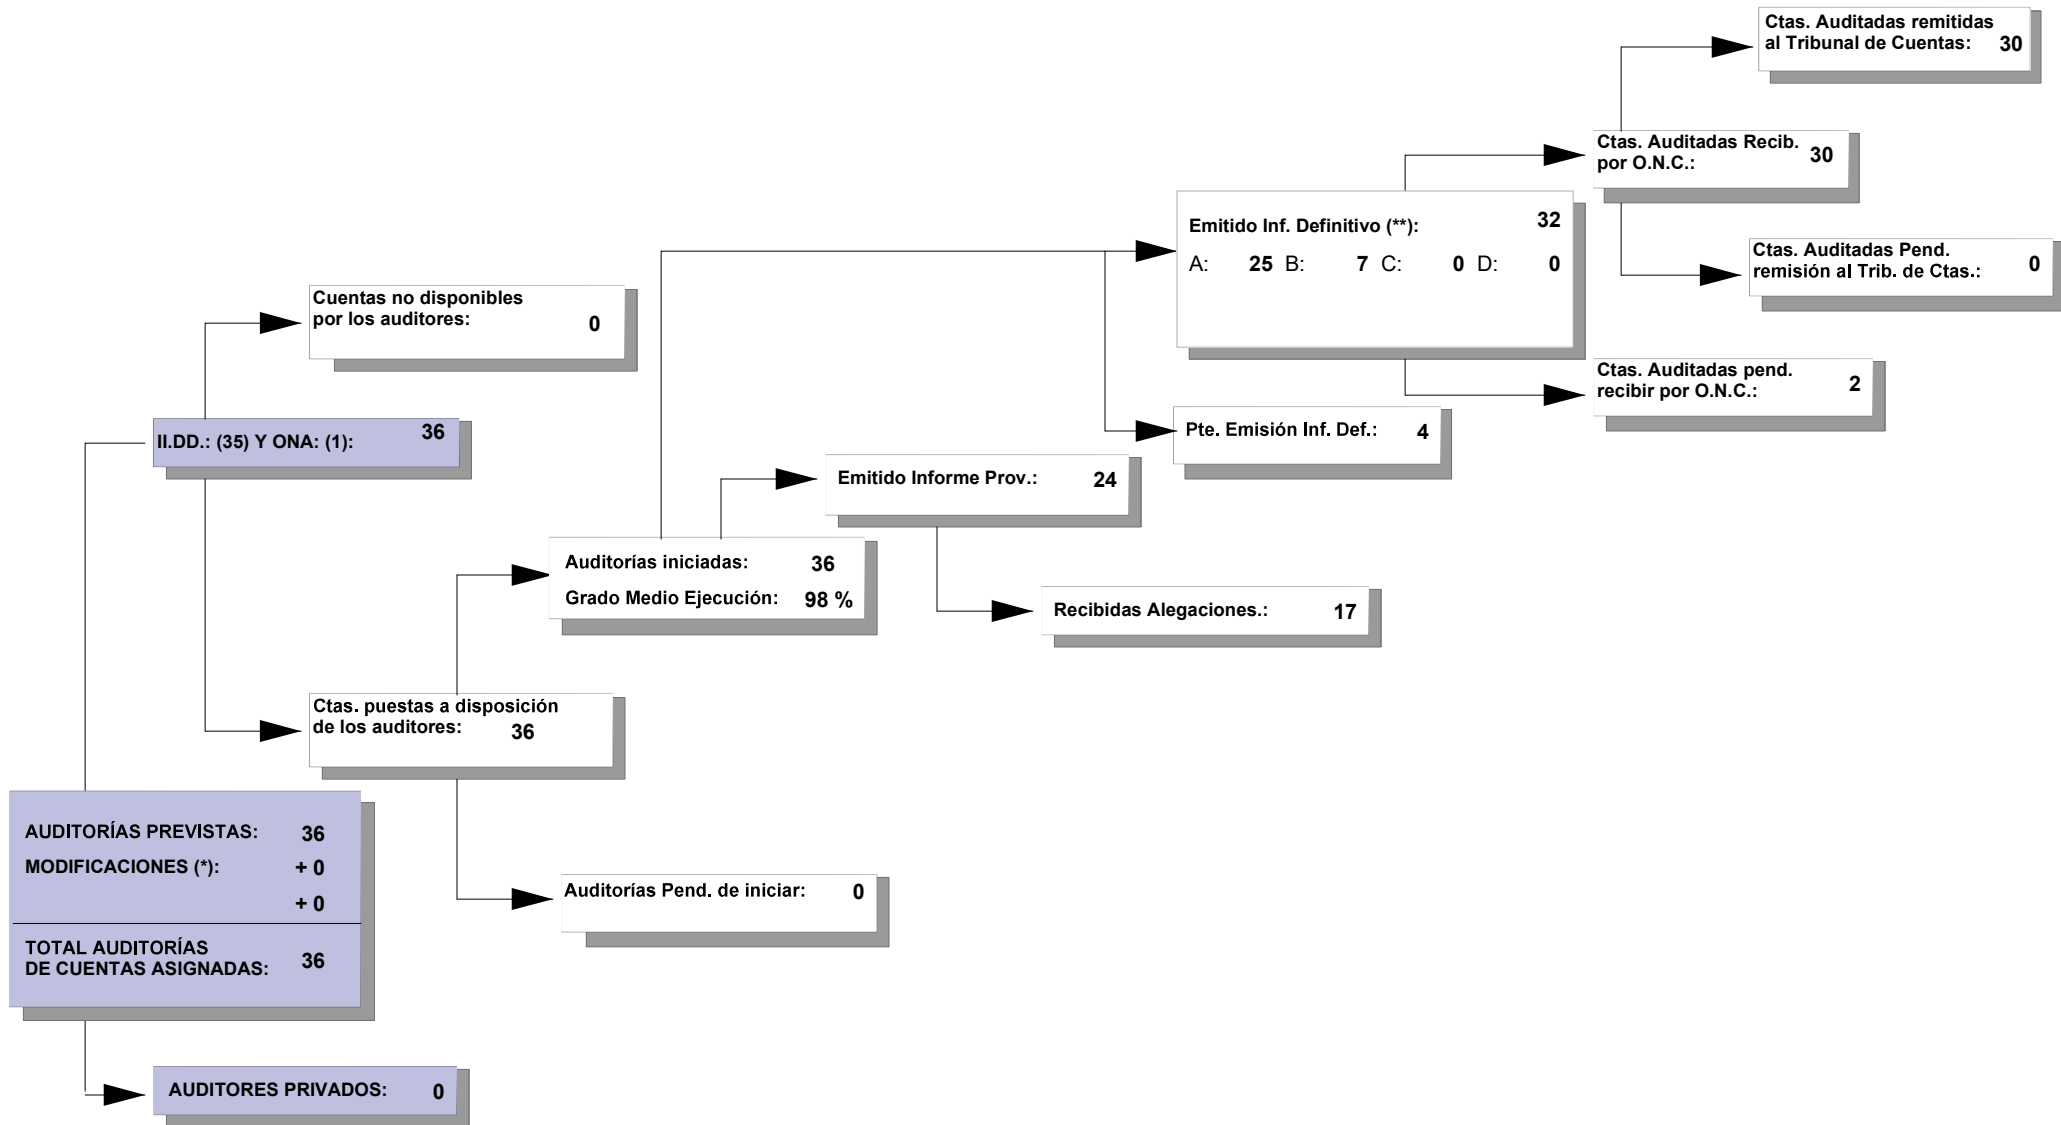 Ctas. Auditadas remitidas
al Tribunal de Cuentas: 30
Ctas. Auditadas Recib.
por O.N.C.: 30
Emitido Inf. Definitivo (**): 32
A: 25 B: 7 C: 0 D: 0
Ctas. Auditadas Pend.
remisión al Trib. de Ctas.: 0
Cuentas no disponibles
por los auditores: 0
Ctas. Auditadas pend.
recibir por O.N.C.: 2
II.DD.: (35) Y ONA: (1): 36
Pte. Emisión Inf. Def.: 4
Emitido Informe Prov.: 24
Auditorías iniciadas: 36
Grado Medio Ejecución: 98 %
Recibidas Alegaciones.: 17
Ctas. puestas a disposición
de los auditores: 36
AUDITORÍAS PREVISTAS: 36
MODIFICACIONES (*): + 0
+ 0
Auditorías Pend. de iniciar: 0
TOTAL AUDITORÍAS
DE CUENTAS ASIGNADAS: 36
AUDITORES PRIVADOS: 0